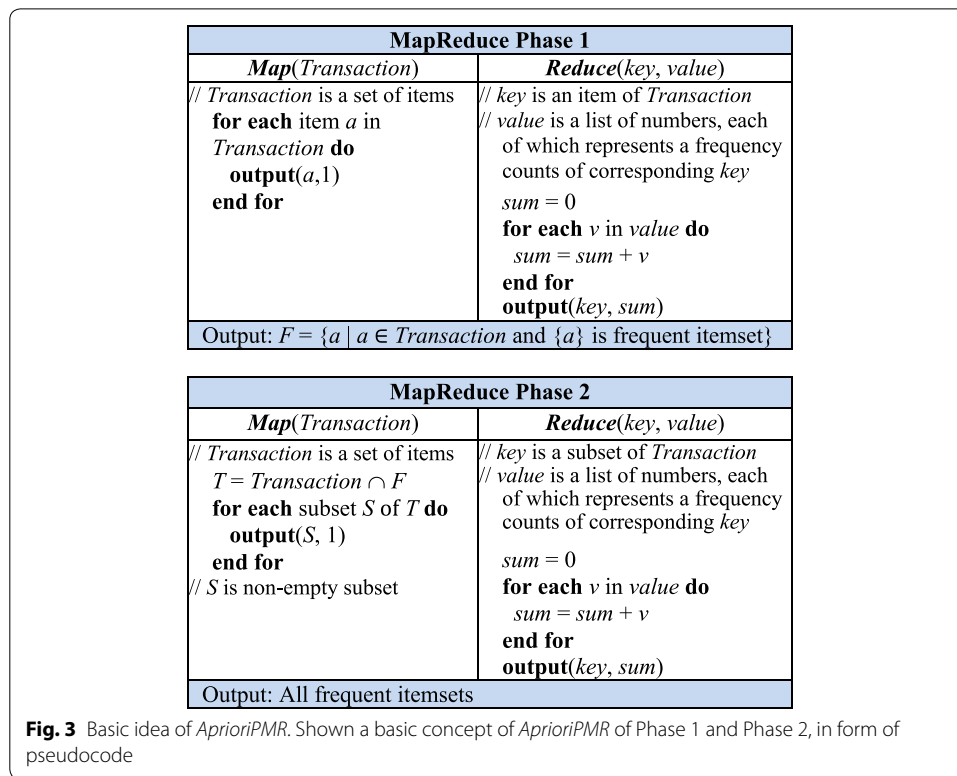 MapReduce Phase 1
Map(Transaction)
// Transaction is a set of items
for each item a in
Transaction do
output(a,1)
end for
Reduce(key, value)
// key is an item of Transaction
// value is a list of numbers, each
of which represents a frequency
counts of corresponding key
sum = 0
for each v in value do
sum = sum + v
end for
output(key, sum)
Output: F = {a | a ∈ Transaction and {a} is frequent itemset}
MapReduce Phase 2
Map(Transaction)
// Transaction is a set of items
T = Transaction ∩ F
for each subset S of T do
output(S, 1)
end for
// S is non-empty subset
Reduce(key, value)
// key is a subset of Transaction
// value is a list of numbers, each
of which represents a frequency
counts of corresponding key
sum = 0
for each v in value do
sum = sum + v
end for
output(key, sum)
Output: All frequent itemsets
Fig. 3 Basic idea of AprioriPMR. Shown a basic concept of AprioriPMR of Phase 1 and Phase 2, in form of
pseudocode